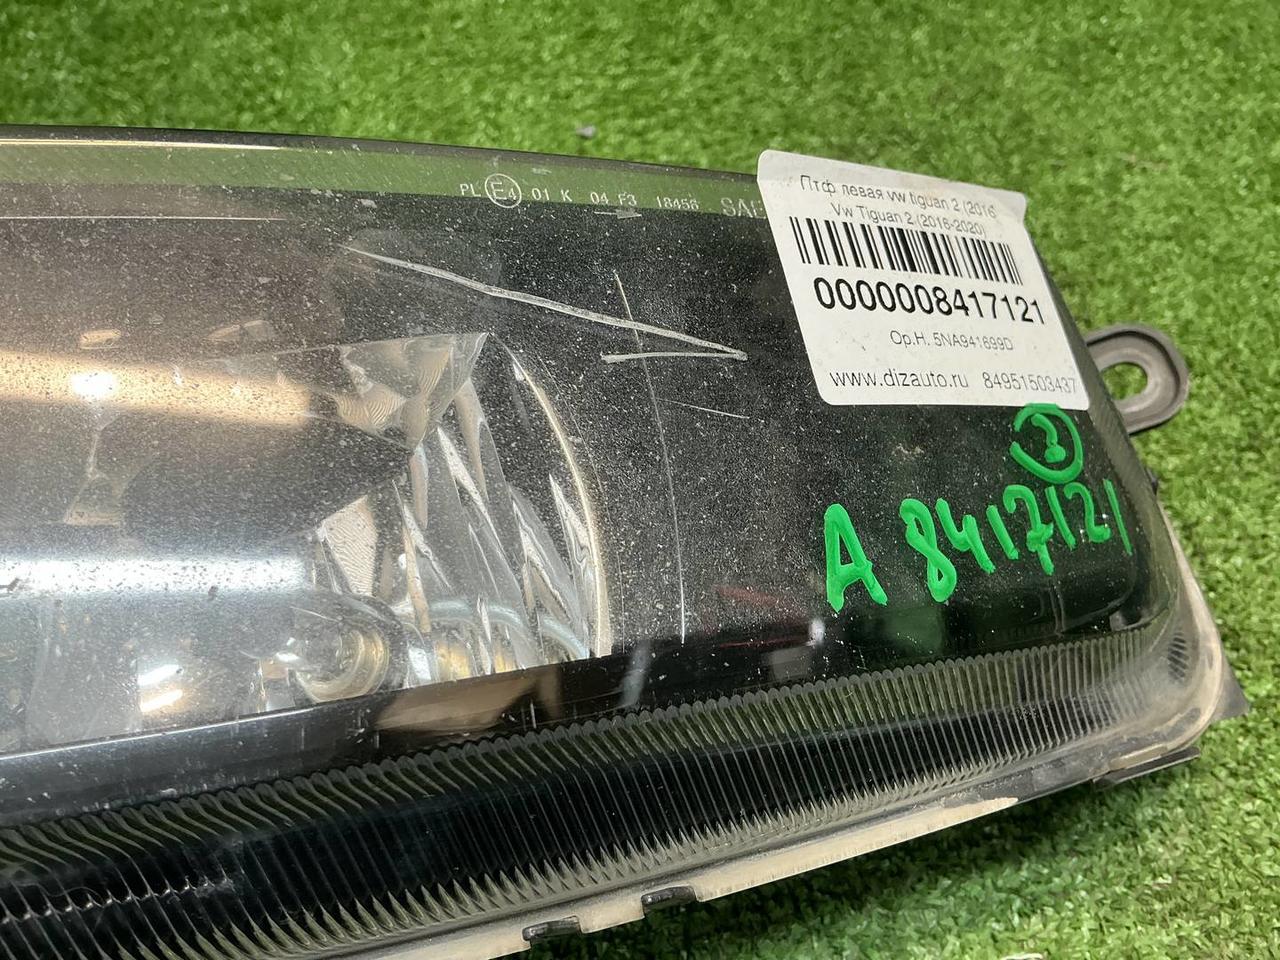 PL E4 01 K 04 F3 18456 SAE
Птф левая vw tiguan 2 (2016
Vw Tiguan 2 (2016-2020)
0000008417121
Ор.Н. 5NA941699D
www.dizauto.ru 84951503437
2
A 8417121